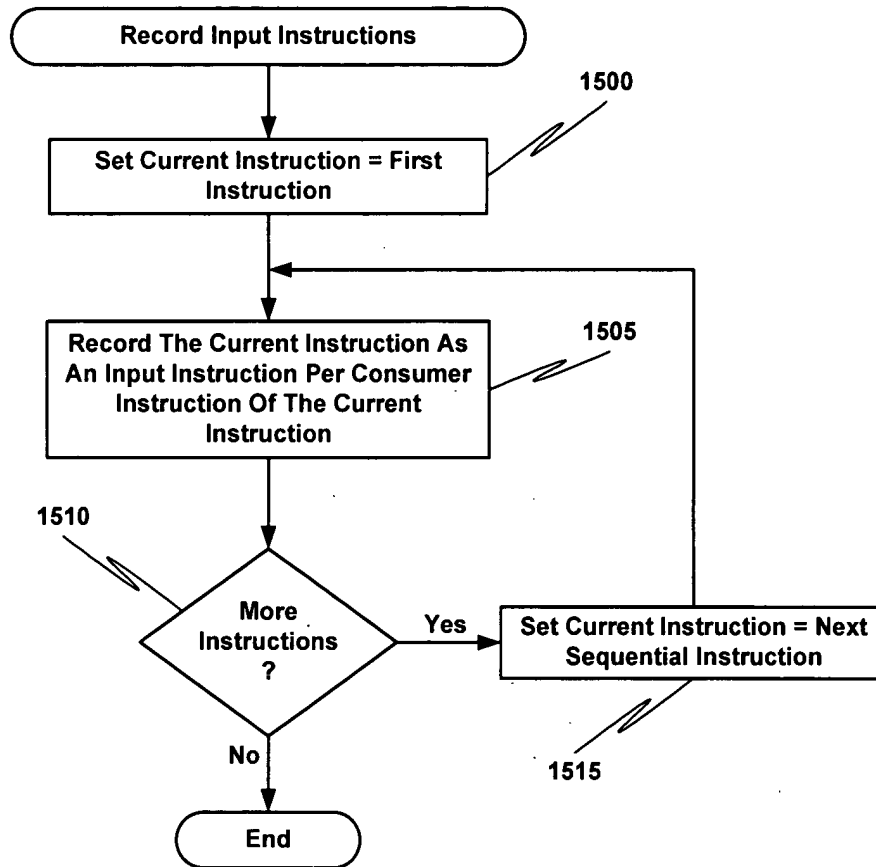 Record Input Instructions
1500
Set Current Instruction = First
Instruction
1505
Record The Current Instruction As
An Input Instruction Per Consumer
Instruction Of The Current
Instruction
1510
More
Instructions
?
Yes
Set Current Instruction = Next
Sequential Instruction
No
1515
End